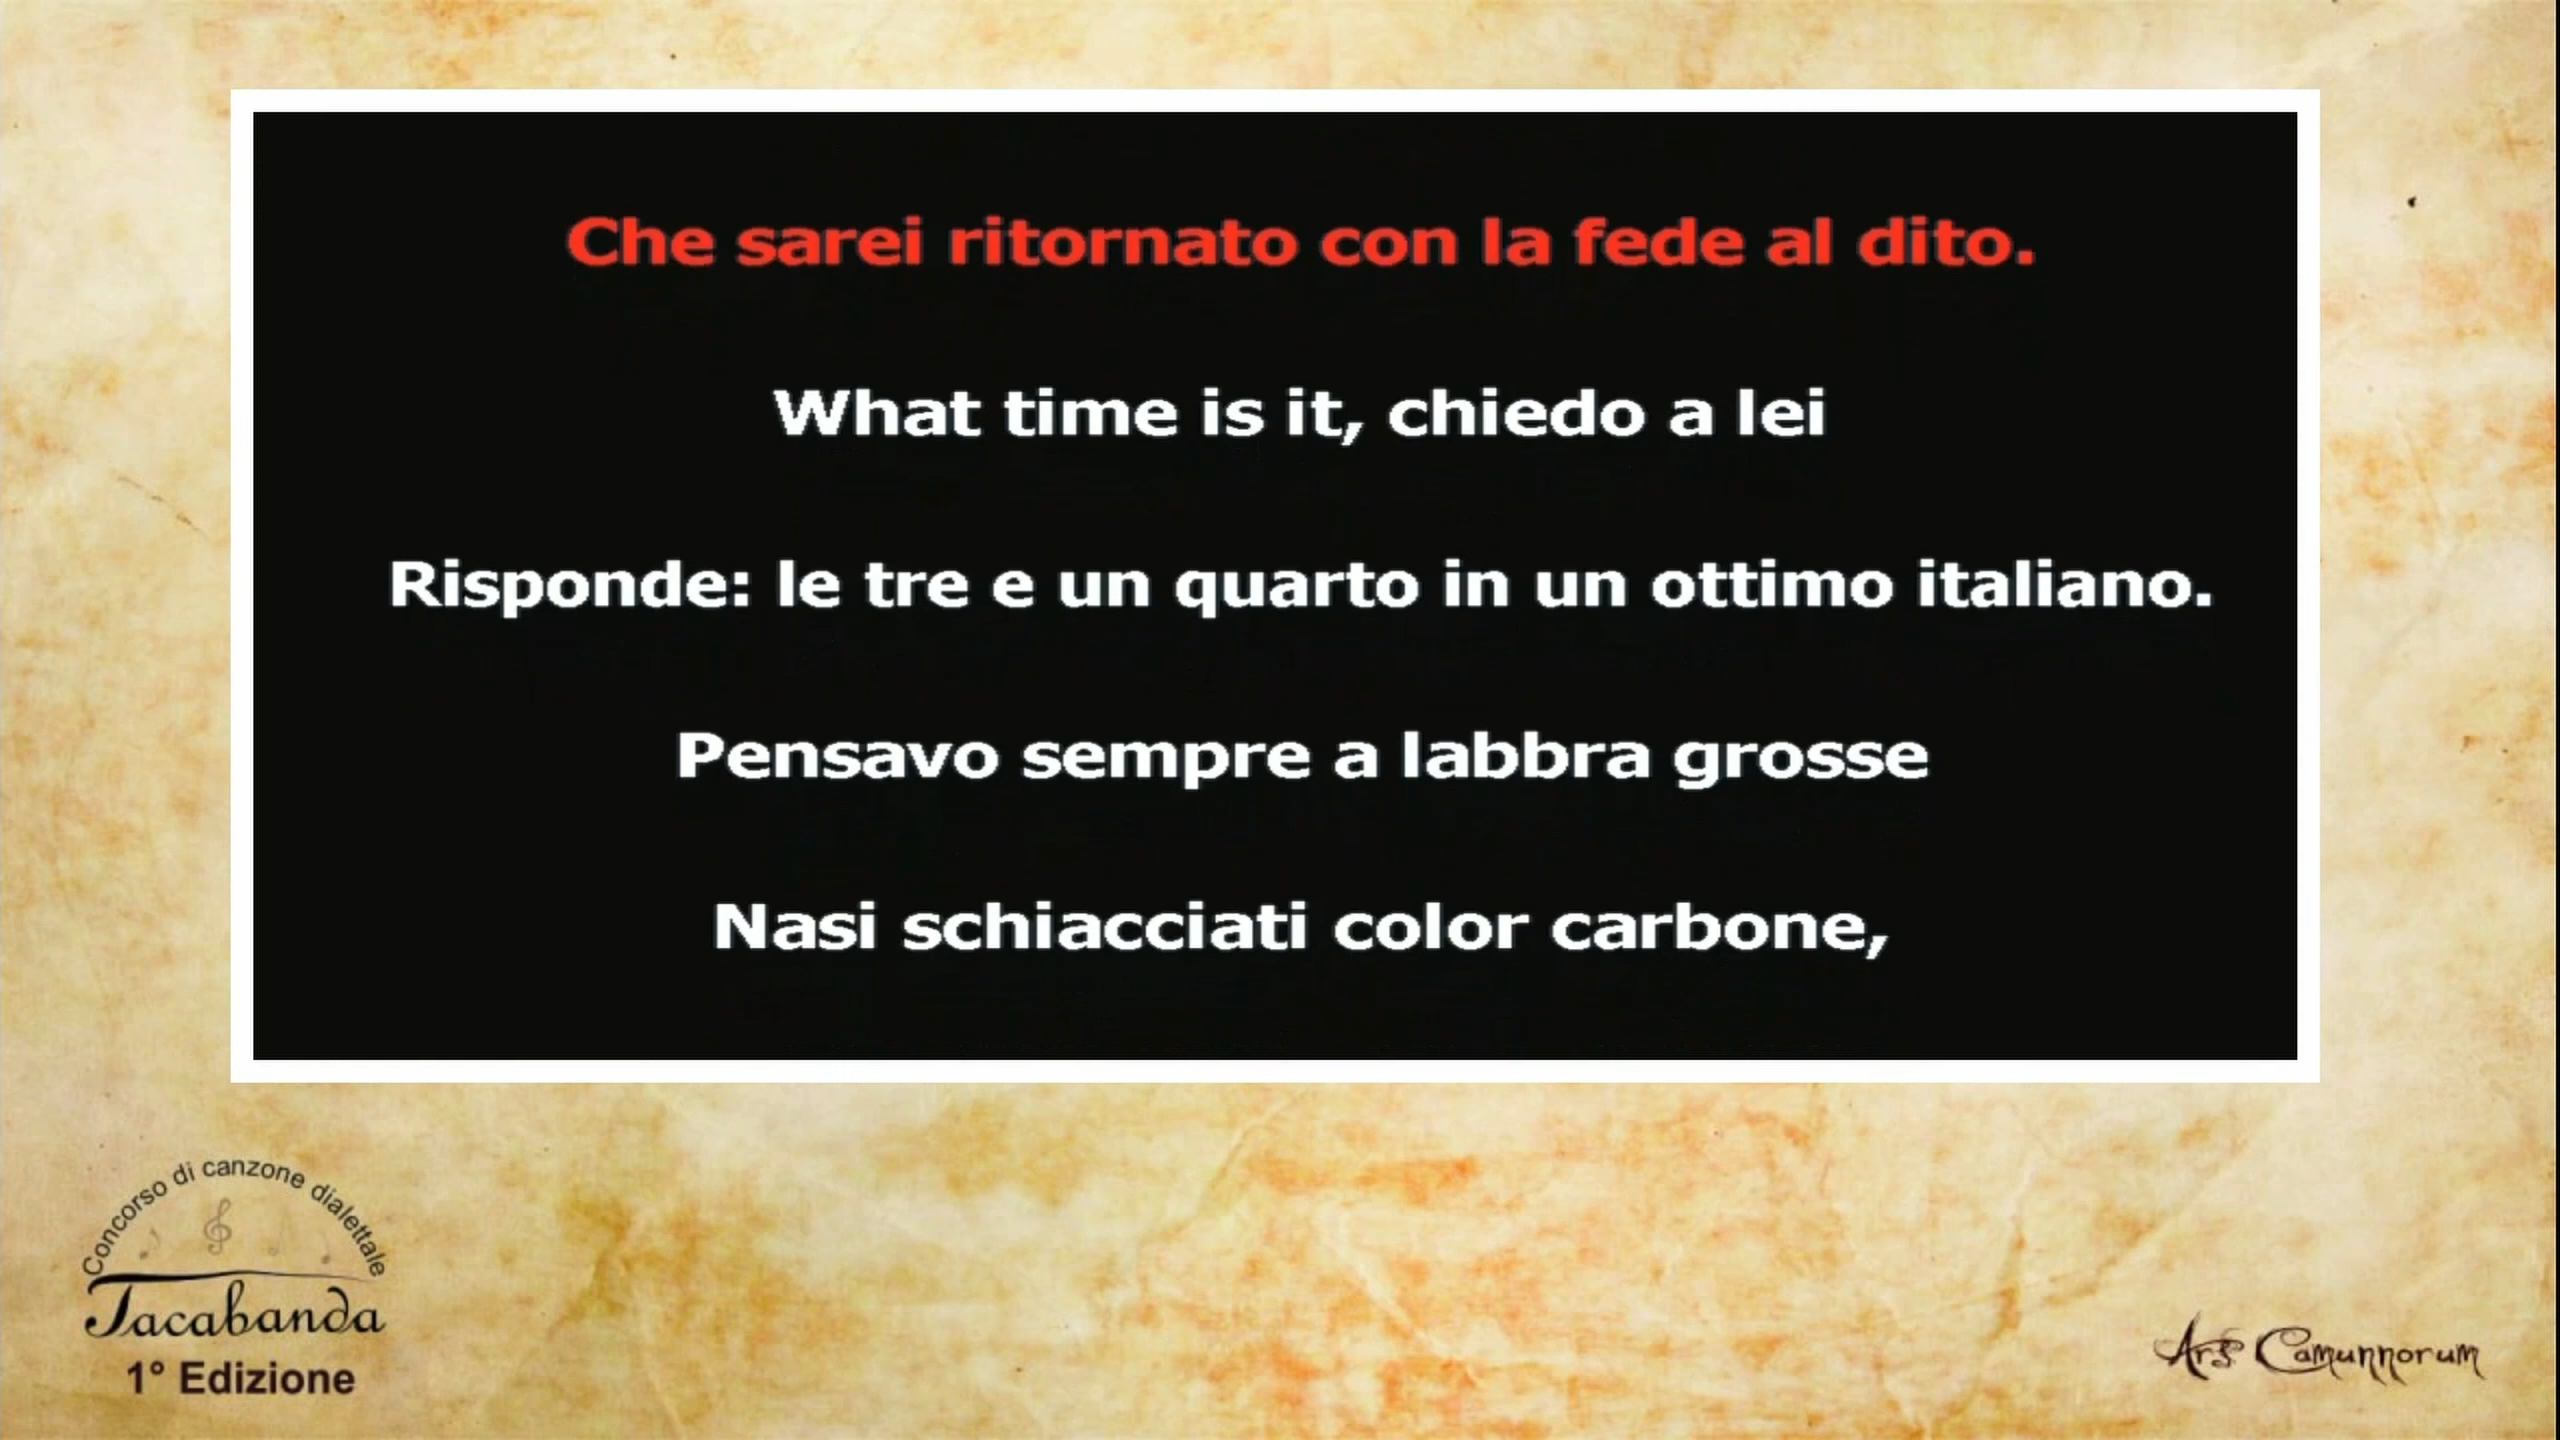 Che sarei ritornato con la fede al dito.
What time is it, chiedo a lei
Risponde: le tre e un quarto in un ottimo italiano.
Pensavo sempre a labbra grosse
Nasi schiacciati color carbone,
Concorso di canzone dialettale
Tacabanda
1° Edizione
Ars Camunnorum